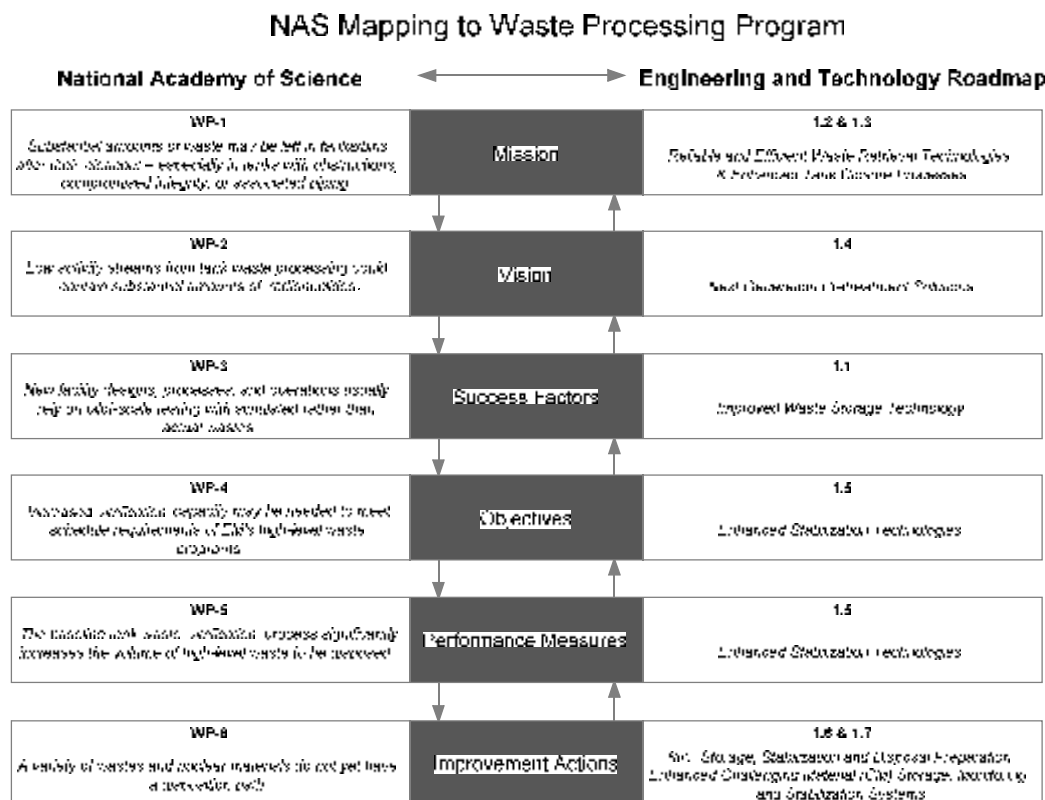 NAS Mapping to Waste Processing Program
National Academy of Science
Engineering and Technology Roadmap
WP-1
Substantial amounts of waste may be left in tanks/bins
after their cleanout – especially in tanks with obstructions,
compromised integrity, or associated piping
Mission
1.2 & 1.3
Reliable and Efficient Waste Retrieval Technologies
& Enhanced Tank Closure Processes
WP-2
Low activity streams from tank waste processing could
contain substantial amounts of radionuclides
Vision
1.4
Next Generation Pretreatment Solutions
WP-3
New facility designs, processes, and operations usually
rely on pilot-scale testing with simulated rather than
actual wastes
Success Factors
1.1
Improved Waste Storage Technology
WP-4
Increased vitrification capacity may be needed to meet
schedule requirements of EM's high-level waste
programs
Objectives
1.5
Enhanced Stabilization Technologies
WP-5
The baseline tank waste vitrification process significantly
increases the volume of high-level waste to be disposed
Performance Measures
1.5
Enhanced Stabilization Technologies
WP-6
A variety of wastes and nuclear materials do not yet have
a disposition path
Improvement Actions
1.6 & 1.7
Storage, Stabilization and Disposal Preparation
Enhanced Challenging Material (CM) Storage, Monitoring
and Stabilization Systems